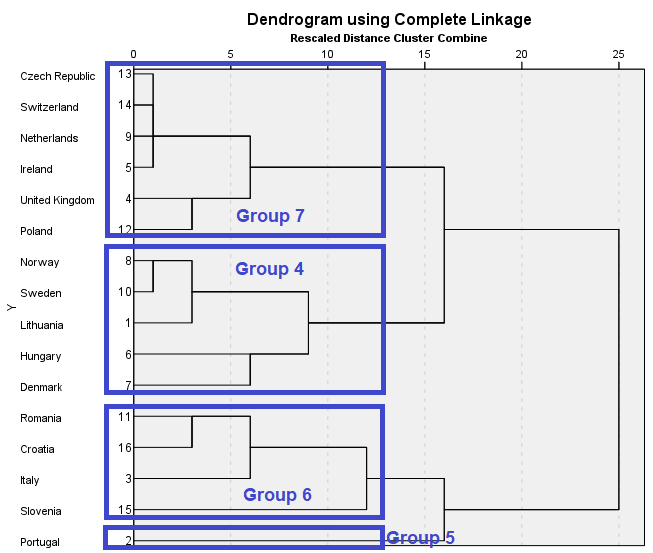 Dendrogram using Complete Linkage
Rescaled Distance Cluster Combine
0 5 10 15 20 25
Czech Republic 13
Switzerland 14
Netherlands 9
Ireland 5
United Kingdom 4
Group 7
Poland 12
Norway 8
Group 4
Sweden 10
Y
Lithuania 1
Hungary 6
Denmark 7
Romania 11
Croatia 16
Italy 3
Group 6
Slovenia 15
Portugal 2
Group 5